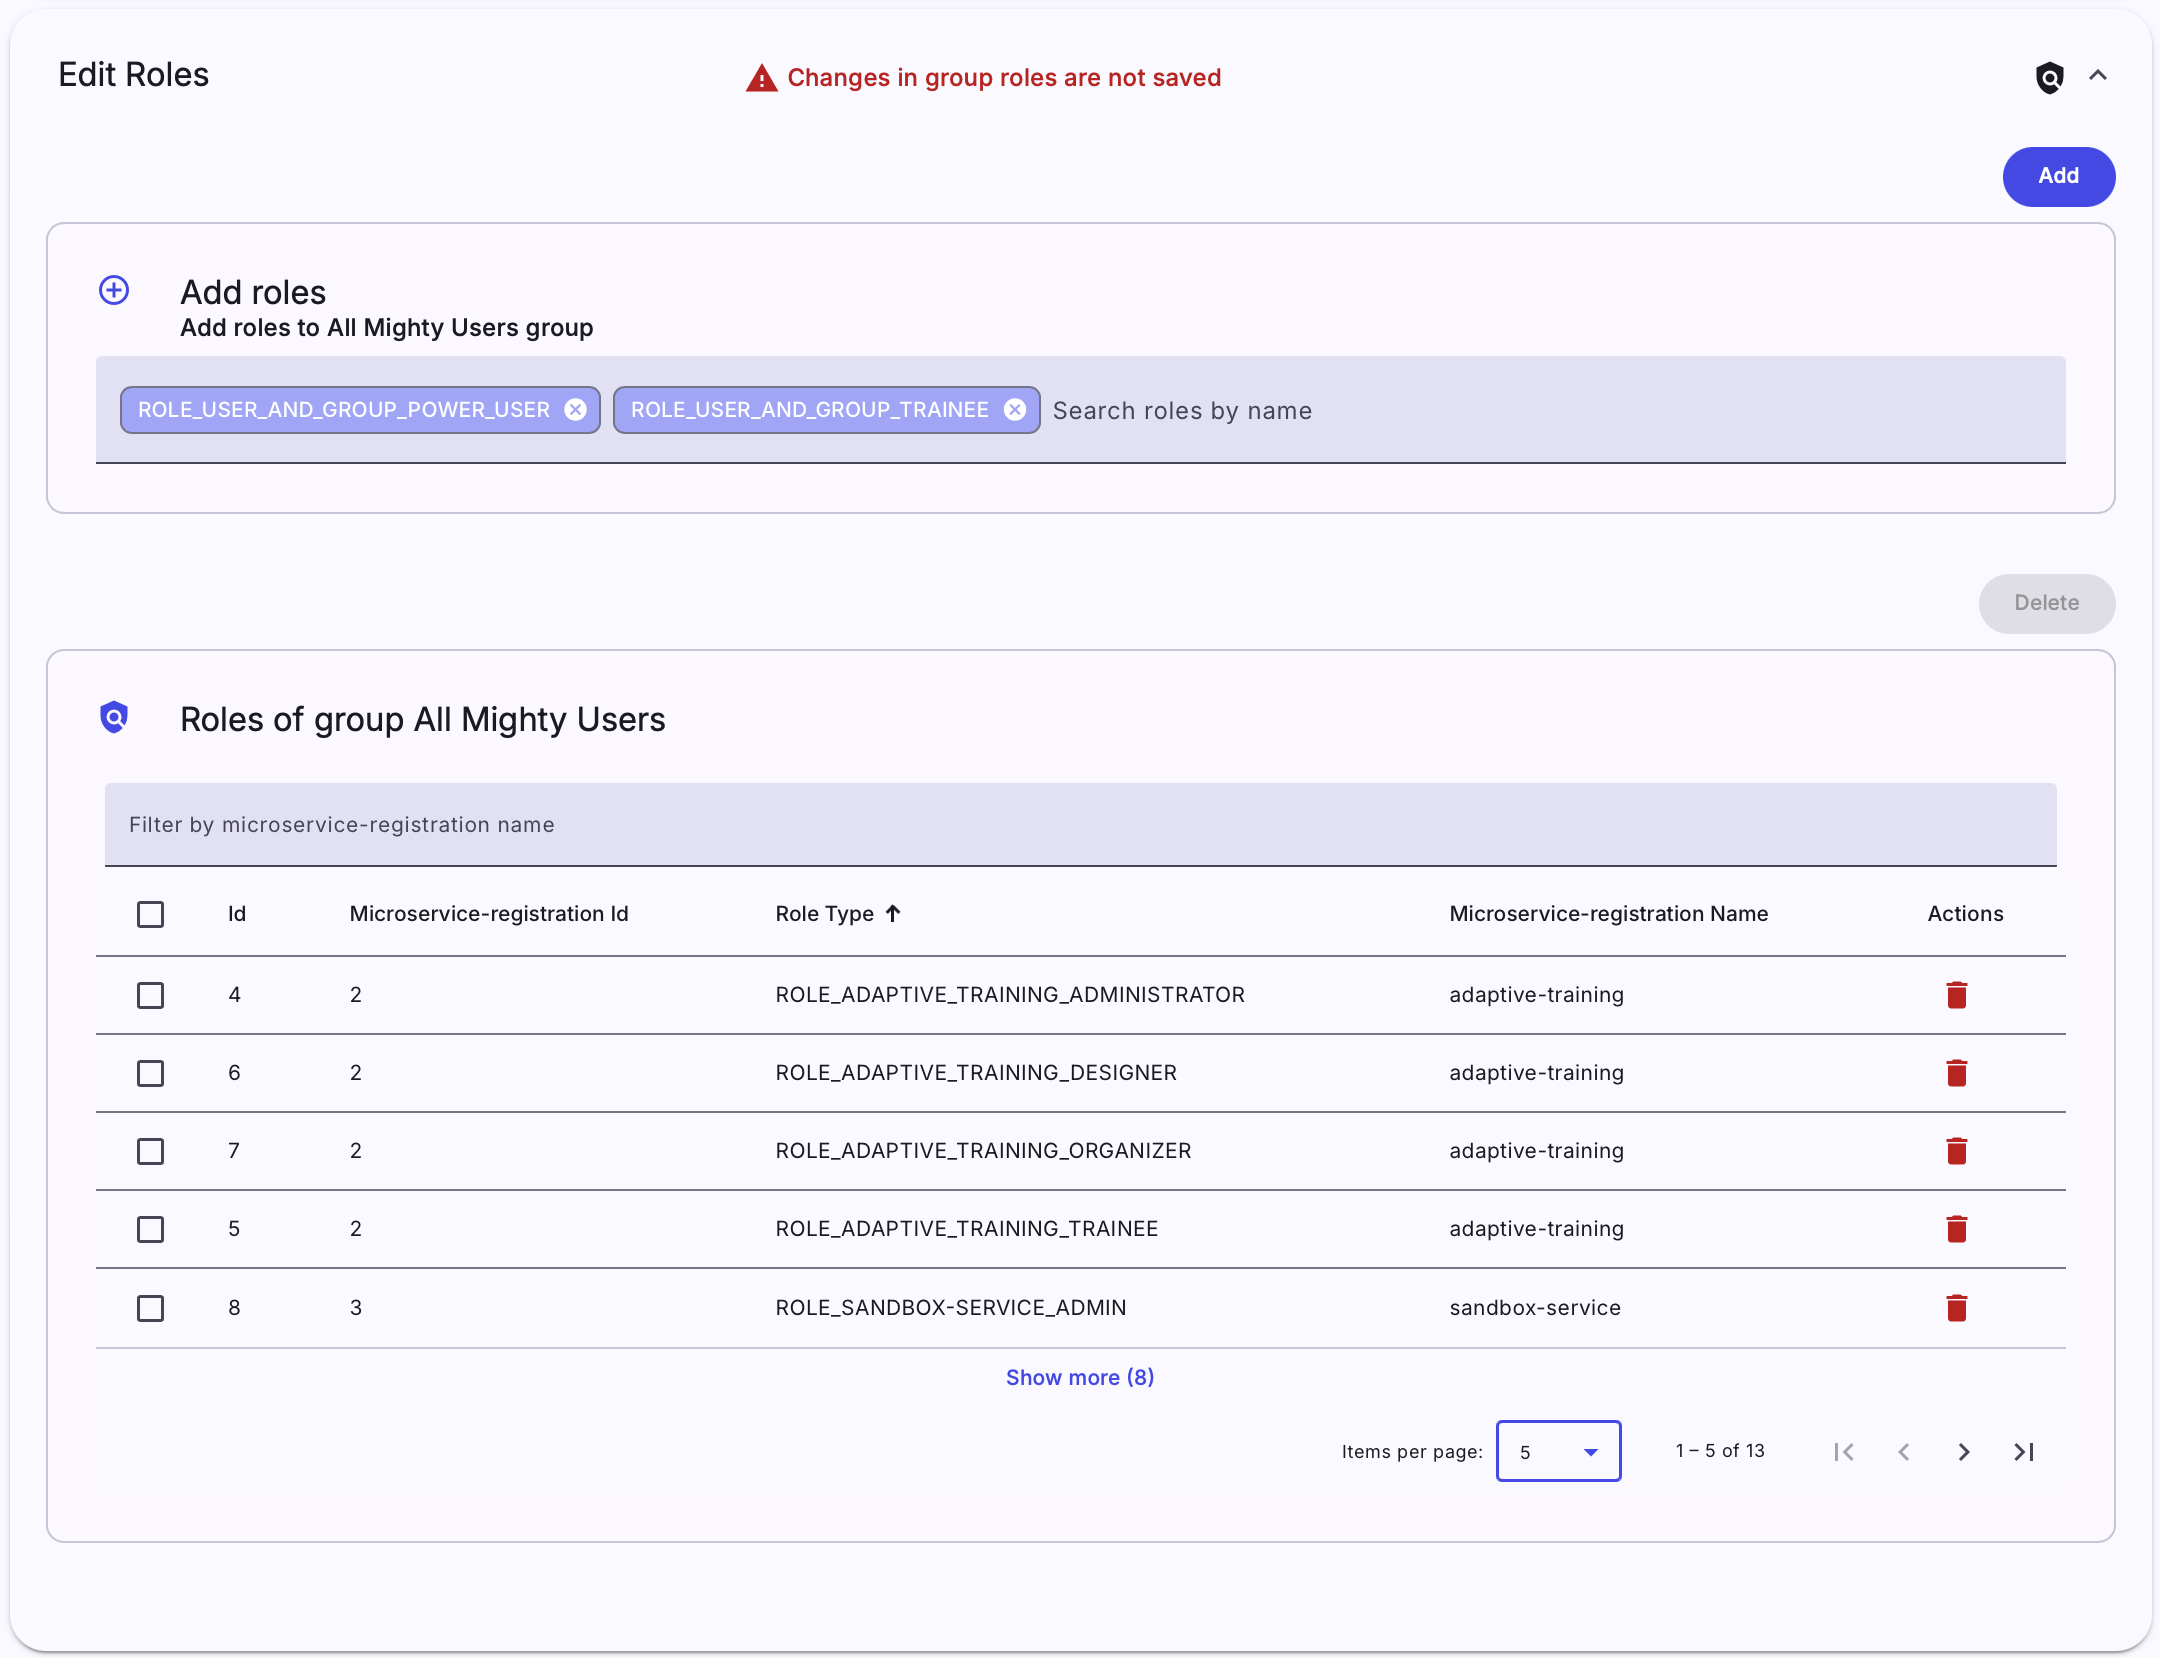 Edit Roles
Changes in group roles are not saved
Add
Add roles
Add roles to All Mighty Users group
ROLE_USER_AND_GROUP_POWER_USER ROLE_USER_AND_GROUP_TRAINEE Search roles by name
Delete
Roles of group All Mighty Users
Filter by microservice-registration name
Id Microservice-registration Id Role Type Microservice-registration Name Actions
4 2 ROLE_ADAPTIVE_TRAINING_ADMINISTRATOR adaptive-training
6 2 ROLE_ADAPTIVE_TRAINING_DESIGNER adaptive-training
7 2 ROLE_ADAPTIVE_TRAINING_ORGANIZER adaptive-training
5 2 ROLE_ADAPTIVE_TRAINING_TRAINEE adaptive-training
8 3 ROLE_SANDBOX-SERVICE_ADMIN sandbox-service
Show more (8)
Items per page: 5 1 – 5 of 13